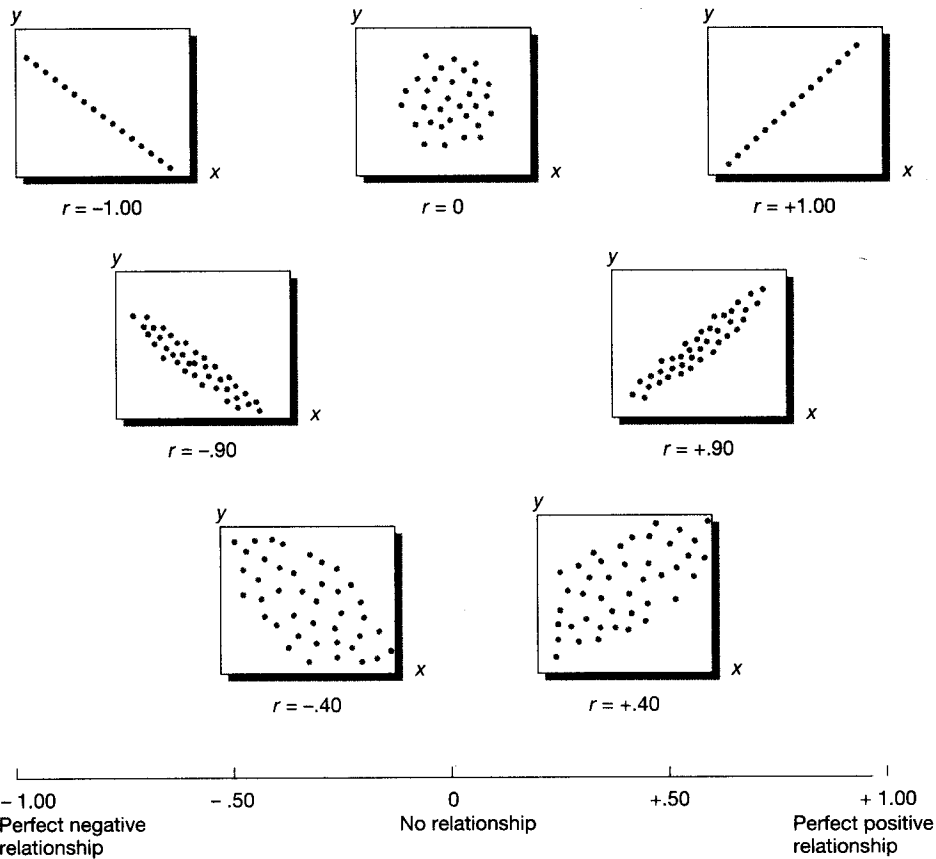 y
y
y
x
x
x
r = –1.00
r = 0
r = +1.00
y
y
x
x
r = –.90
r = +.90
y
y
x
x
r = –.40
r = +.40
– 1.00
– .50
0
+.50
+ 1.00
Perfect negative
relationship
No relationship
Perfect positive
relationship